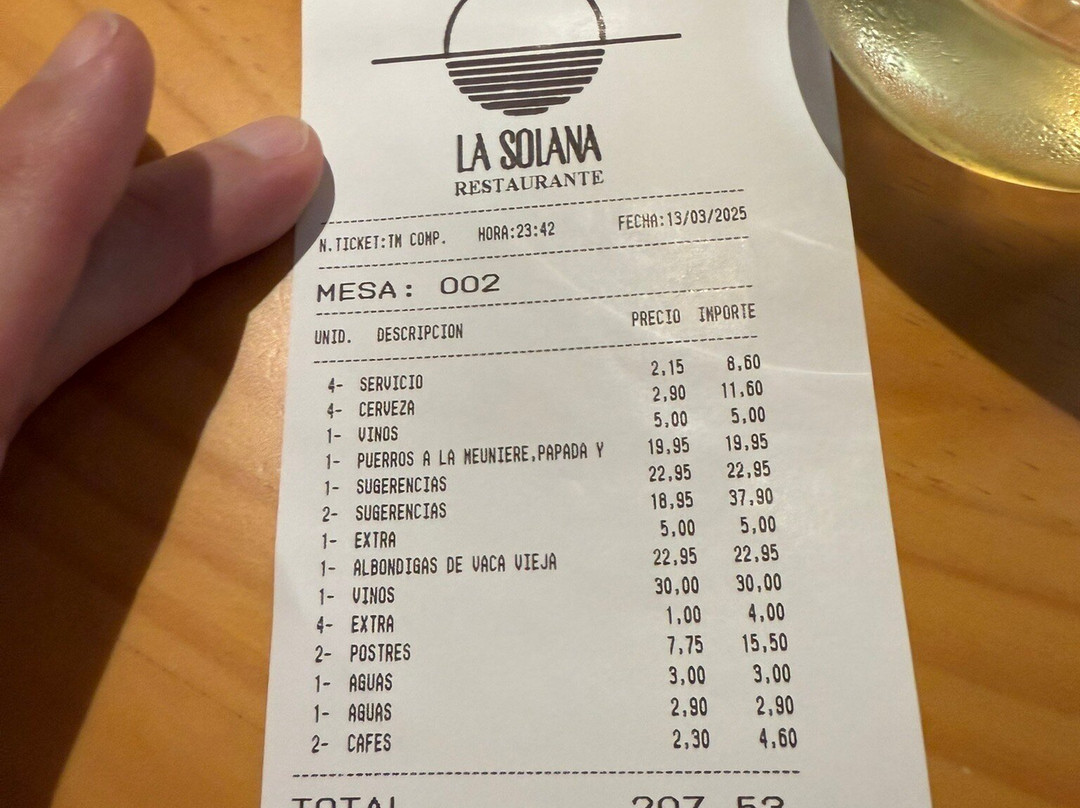 LA SOLANA
RESTAURANTE
N.TICKET:TM COMP. HORA:23:42 FECHA:13/03/2025
MESA: 002
UNID. DESCRIPCION PRECIO IMPORTE
4- SERVICIO 2,15 8,60
4- CERVEZA 2,90 11,60
1- VINOS 5,00 5,00
1- PUERROS A LA MEUNIERE,PAPADA Y 19,95 19,95
1- SUGERENCIAS 22,95 22,95
2- SUGERENCIAS 18,95 37,90
1- EXTRA 5,00 5,00
1- ALBONDIGAS DE VACA VIEJA 22,95 22,95
1- VINOS 30,00 30,00
4- EXTRA 1,00 4,00
2- POSTRES 7,75 15,50
1- AGUAS 3,00 3,00
1- AGUAS 2,90 2,90
2- CAFES 2,30 4,60
TOTAL 207,53